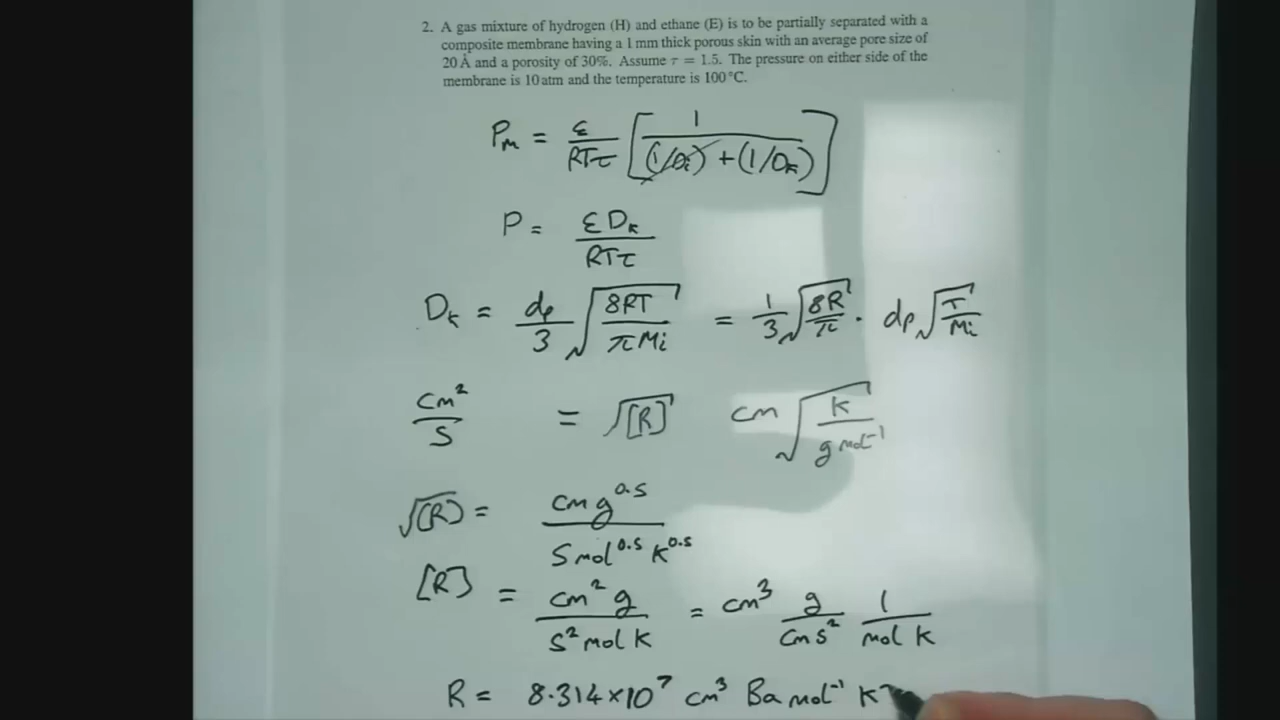 2. A gas mixture of hydrogen (H) and ethane (E) is to be partially separated with a
composite membrane having a 1 mm thick porous skin with an average pore size of
20 Å and a porosity of 30%. Assume τ = 1.5. The pressure on either side of the
membrane is 10 atm and the temperature is 100 °C.
Pm = ε/RTτ [1/((1/Di) + (1/Dk))]
P = εDk/RTτ
Dk = dp/3 √(8RT/πMi) = 1/3 √(8R/π) · dp √(T/Mi)
cm²/s = √[R] cm √(K/g mol⁻¹)
√[R] = cm g^0.5/s mol^0.5 K^0.5
[R] = cm² g/s² mol K = cm³ g/cm s² 1/mol K
R = 8.314×10⁷ cm³ Ba mol⁻¹ K